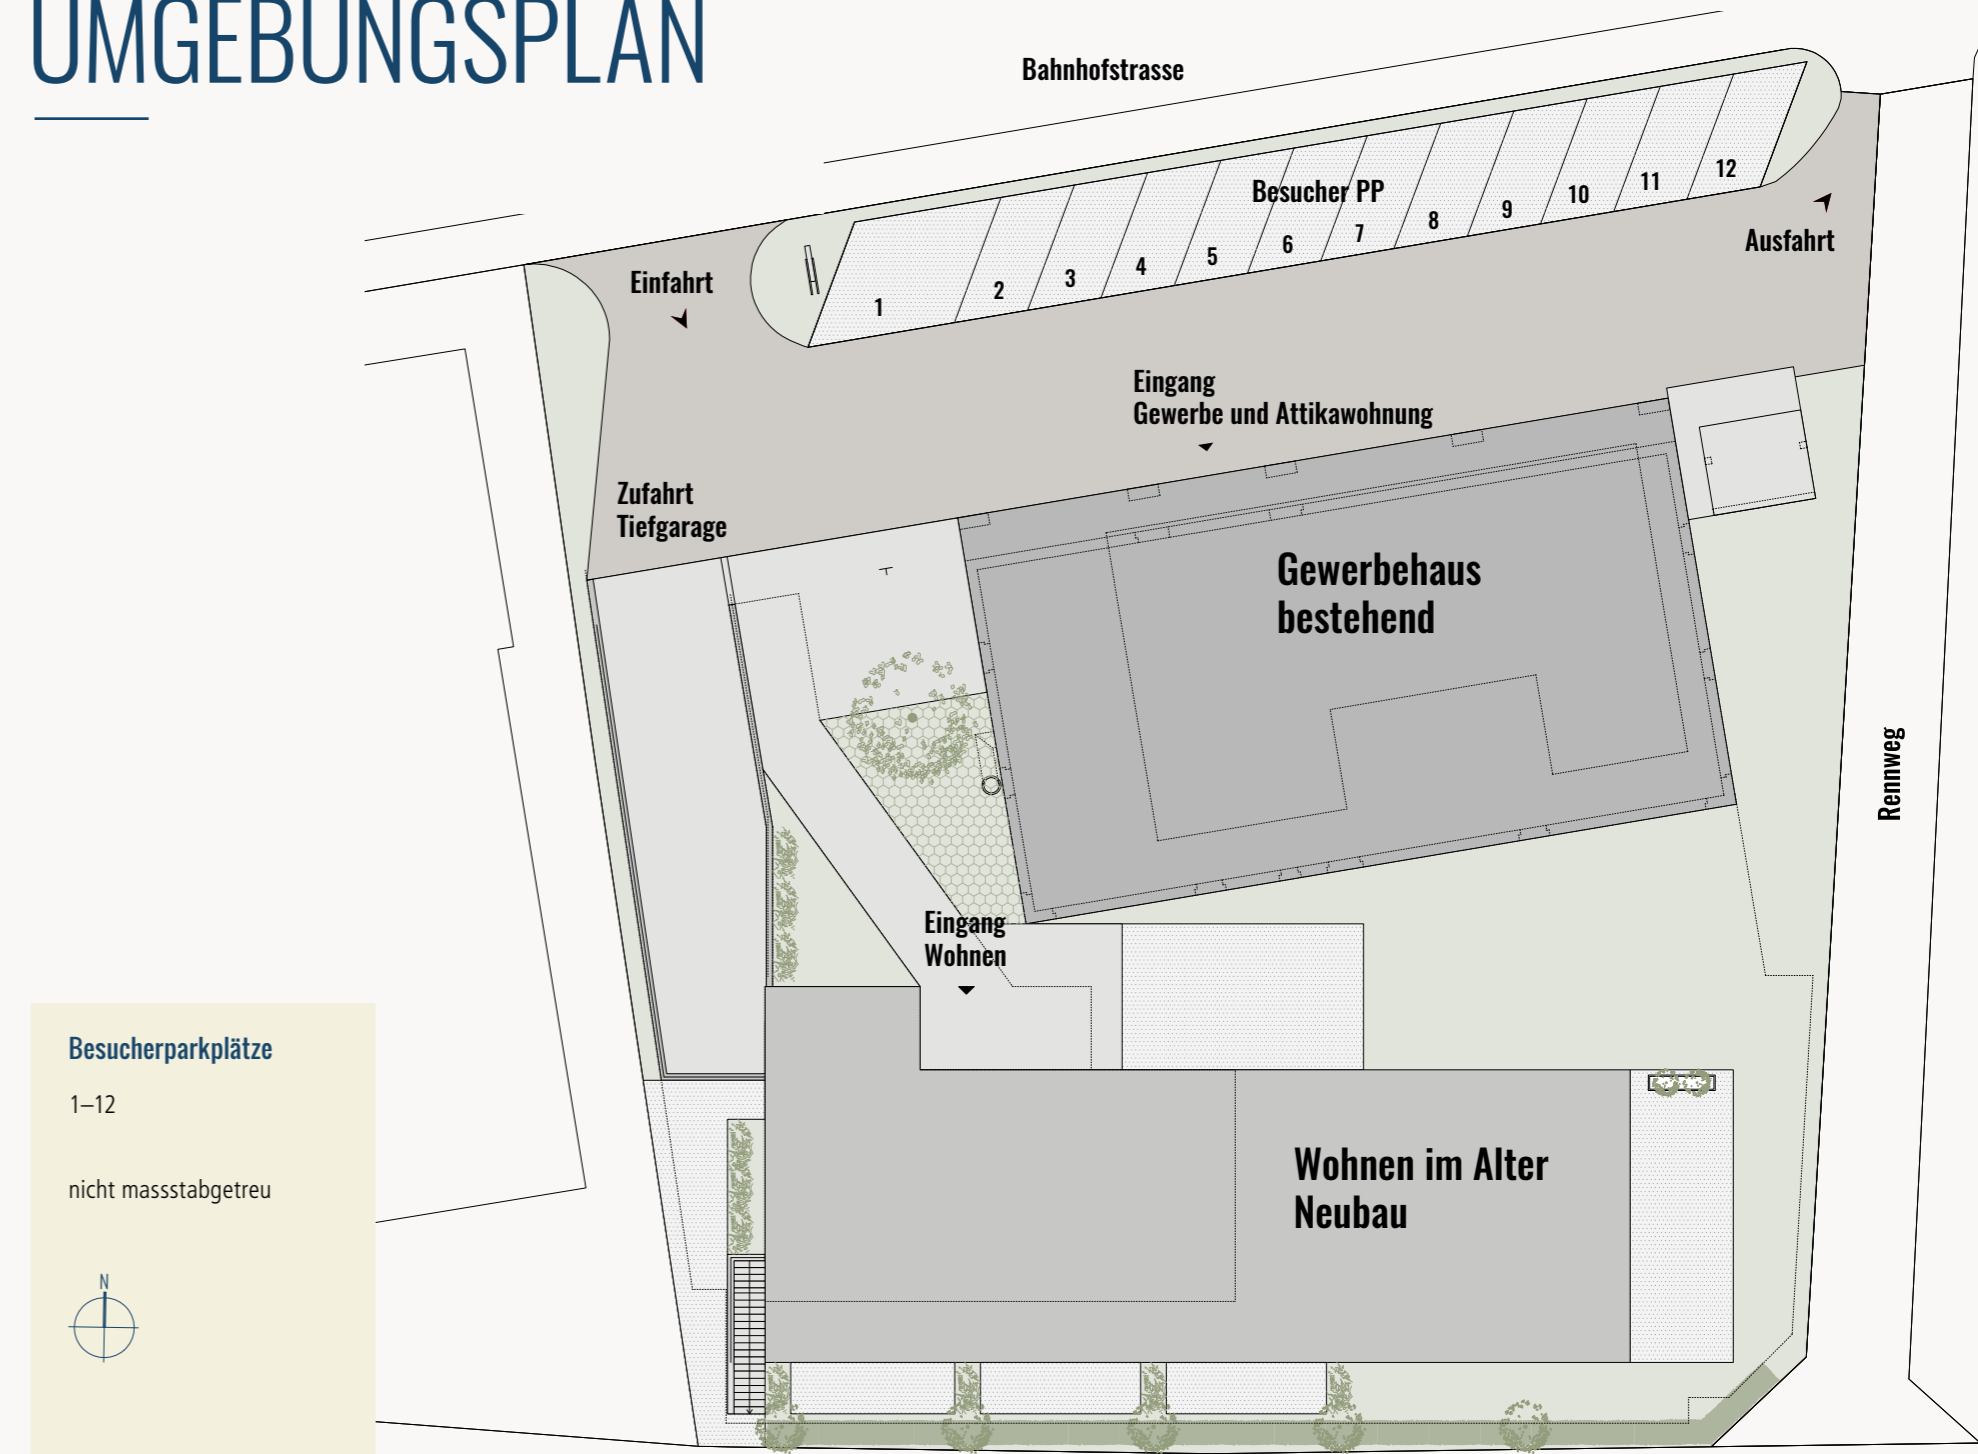 UMGEBUNGSPLAN
Bahnhofstrasse
Besucher PP
1
2
3
4
5
6
7
8
9
10
11
12
Einfahrt
Ausfahrt
Eingang
Gewerbe und Attikawohnung
Zufahrt
Tiefgarage
Gewerbehaus
bestehend
Rennweg
Eingang
Wohnen
Wohnen im Alter
Neubau
Besucherparkplätze
1–12
nicht massstabgetreu
N